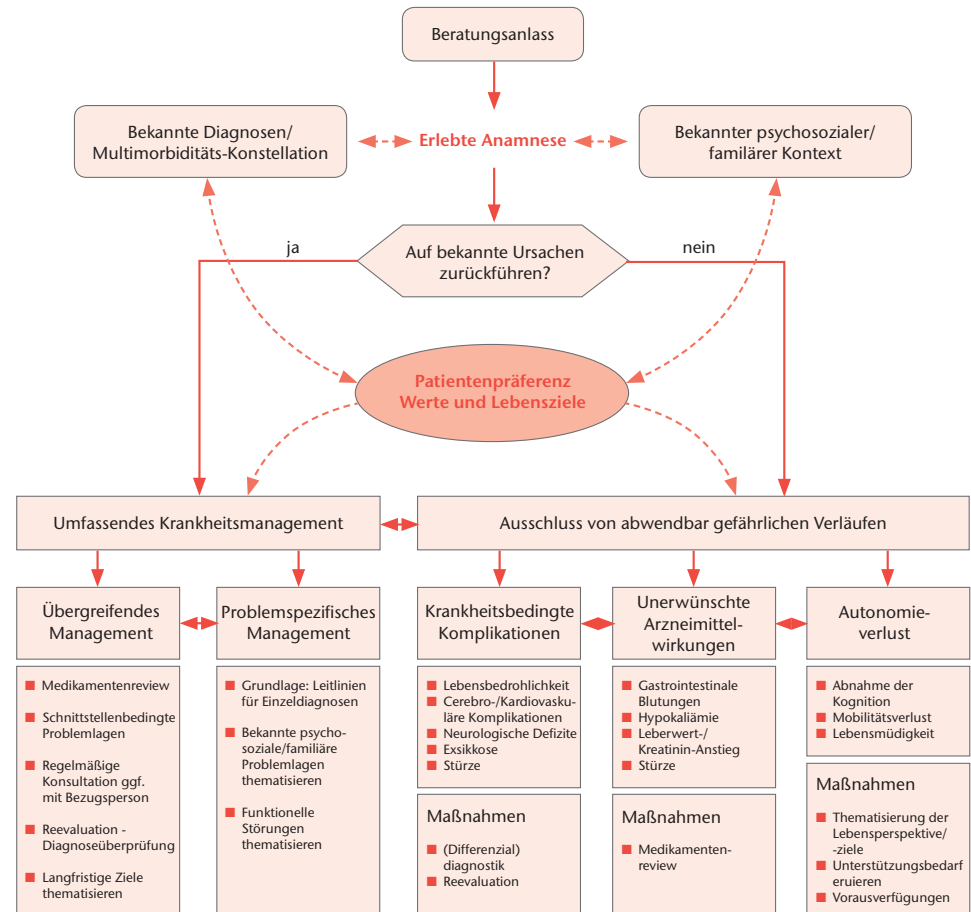 Beratungsanlass
Bekannte Diagnosen/
Multimorbiditäts-Konstellation
Erlebte Anamnese
Bekannter psychosozialer/
familärer Kontext
ja
Auf bekannte Ursachen
zurückführen?
nein
Patientenpräferenz
Werte und Lebensziele
Umfassendes Krankheitsmanagement
Ausschluss von abwendbar gefährlichen Verläufen
Übergreifendes
Management
Problemspezifisches
Management
Krankheitsbedingte
Komplikationen
Unerwünschte
Arzneimittel-
wirkungen
Autonomie-
verlust
■ Medikamentenreview
■ Schnittstellenbedingte
Problemlagen
■ Regelmäßige
Konsultation ggf.
mit Bezugsperson
■ Reevaluation -
Diagnoseüberprüfung
■ Langfristige Ziele
thematisieren
■ Grundlage: Leitlinien
für Einzeldiagnosen
■ Bekannte psycho-
soziale/familiäre
Problemlagen
thematisieren
■ Funktionelle
Störungen
thematisieren
■ Lebensbedrohlichkeit
■ Cerebro-/Kardiovasku-
läre Komplikationen
■ Neurologische Defizite
■ Exsikkose
■ Stürze
Maßnahmen
■ (Differenzial)
diagnostik
■ Reevaluation
■ Gastrointestinale
Blutungen
■ Hypokaliämie
■ Leberwert-/
Kreatinin-Anstieg
■ Stürze
Maßnahmen
■ Medikamenten-
review
■ Abnahme der
Kognition
■ Mobilitätsverlust
■ Lebensmüdigkeit
Maßnahmen
■ Thematisierung der
Lebensperspektive/
-ziele
■ Unterstützungsbedarf
eruieren
■ Vorausverfügungen